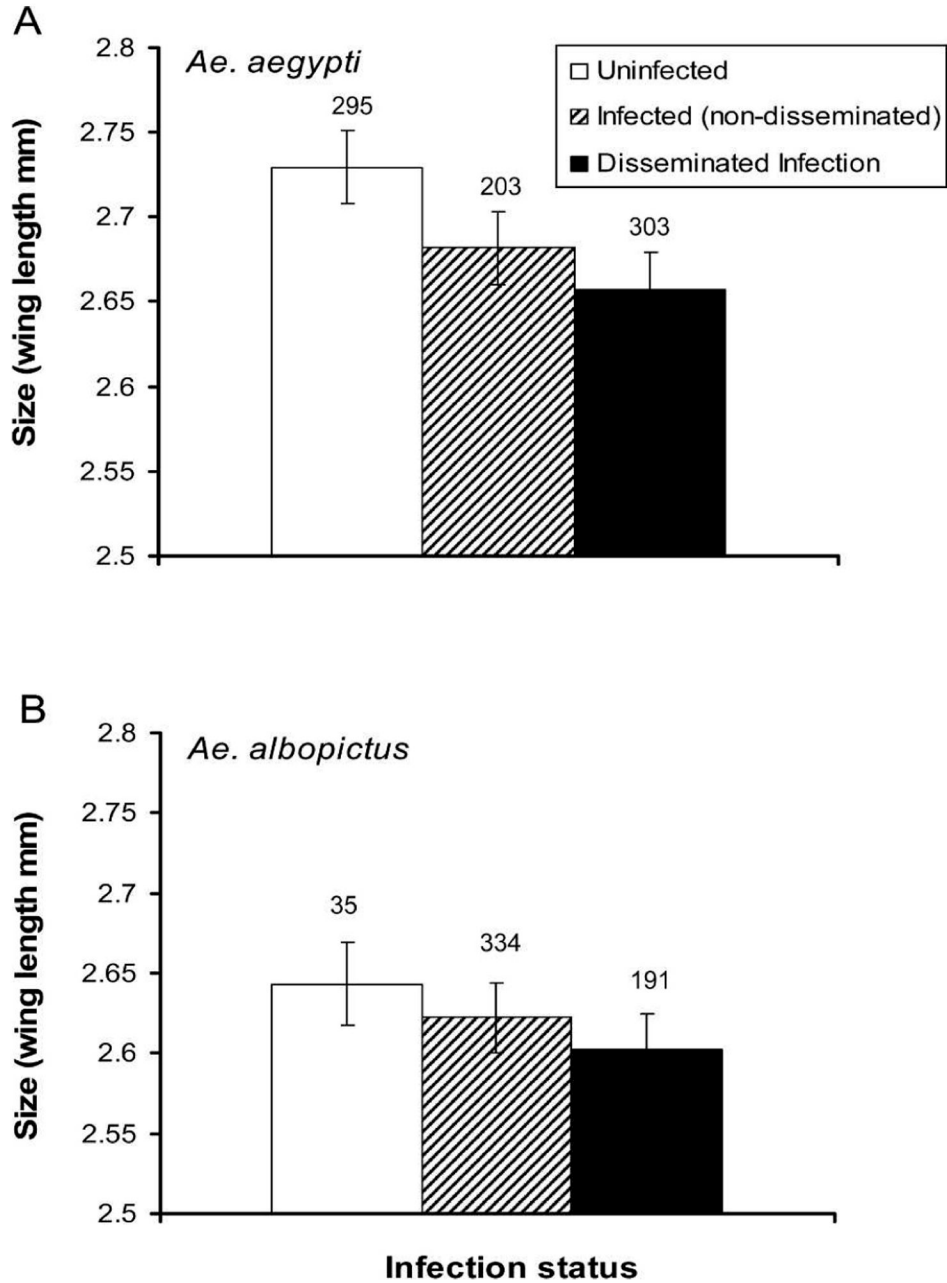 A
Ae. aegypti
Uninfected
Infected (non-disseminated)
Disseminated Infection
295
203
303
2.8
2.75
2.7
2.65
2.6
2.55
2.5
Size (wing length mm)
B
Ae. albopictus
35
334
191
2.8
2.75
2.7
2.65
2.6
2.55
2.5
Size (wing length mm)
Infection status